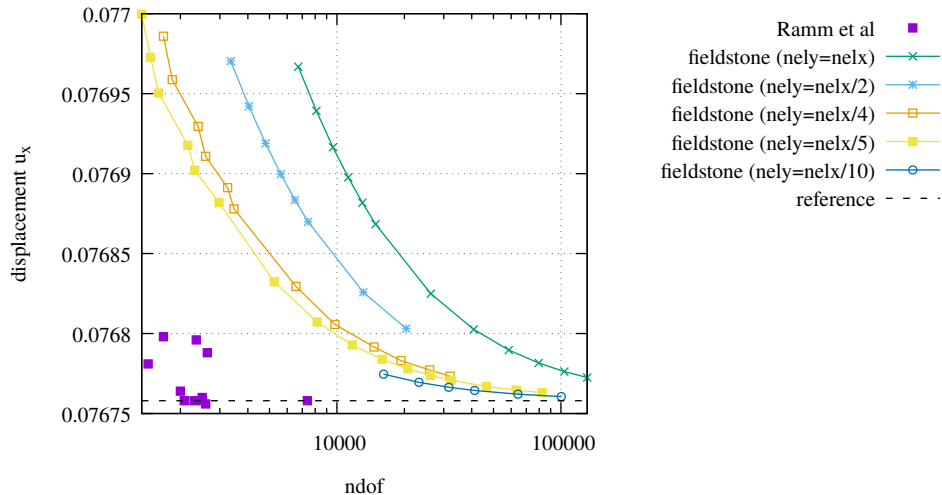 0.077
0.07695
0.0769
0.07685
0.0768
0.07675
displacement u_x
10000
100000
ndof
Ramm et al
fieldstone (nely=nelx)
fieldstone (nely=nelx/2)
fieldstone (nely=nelx/4)
fieldstone (nely=nelx/5)
fieldstone (nely=nelx/10)
reference